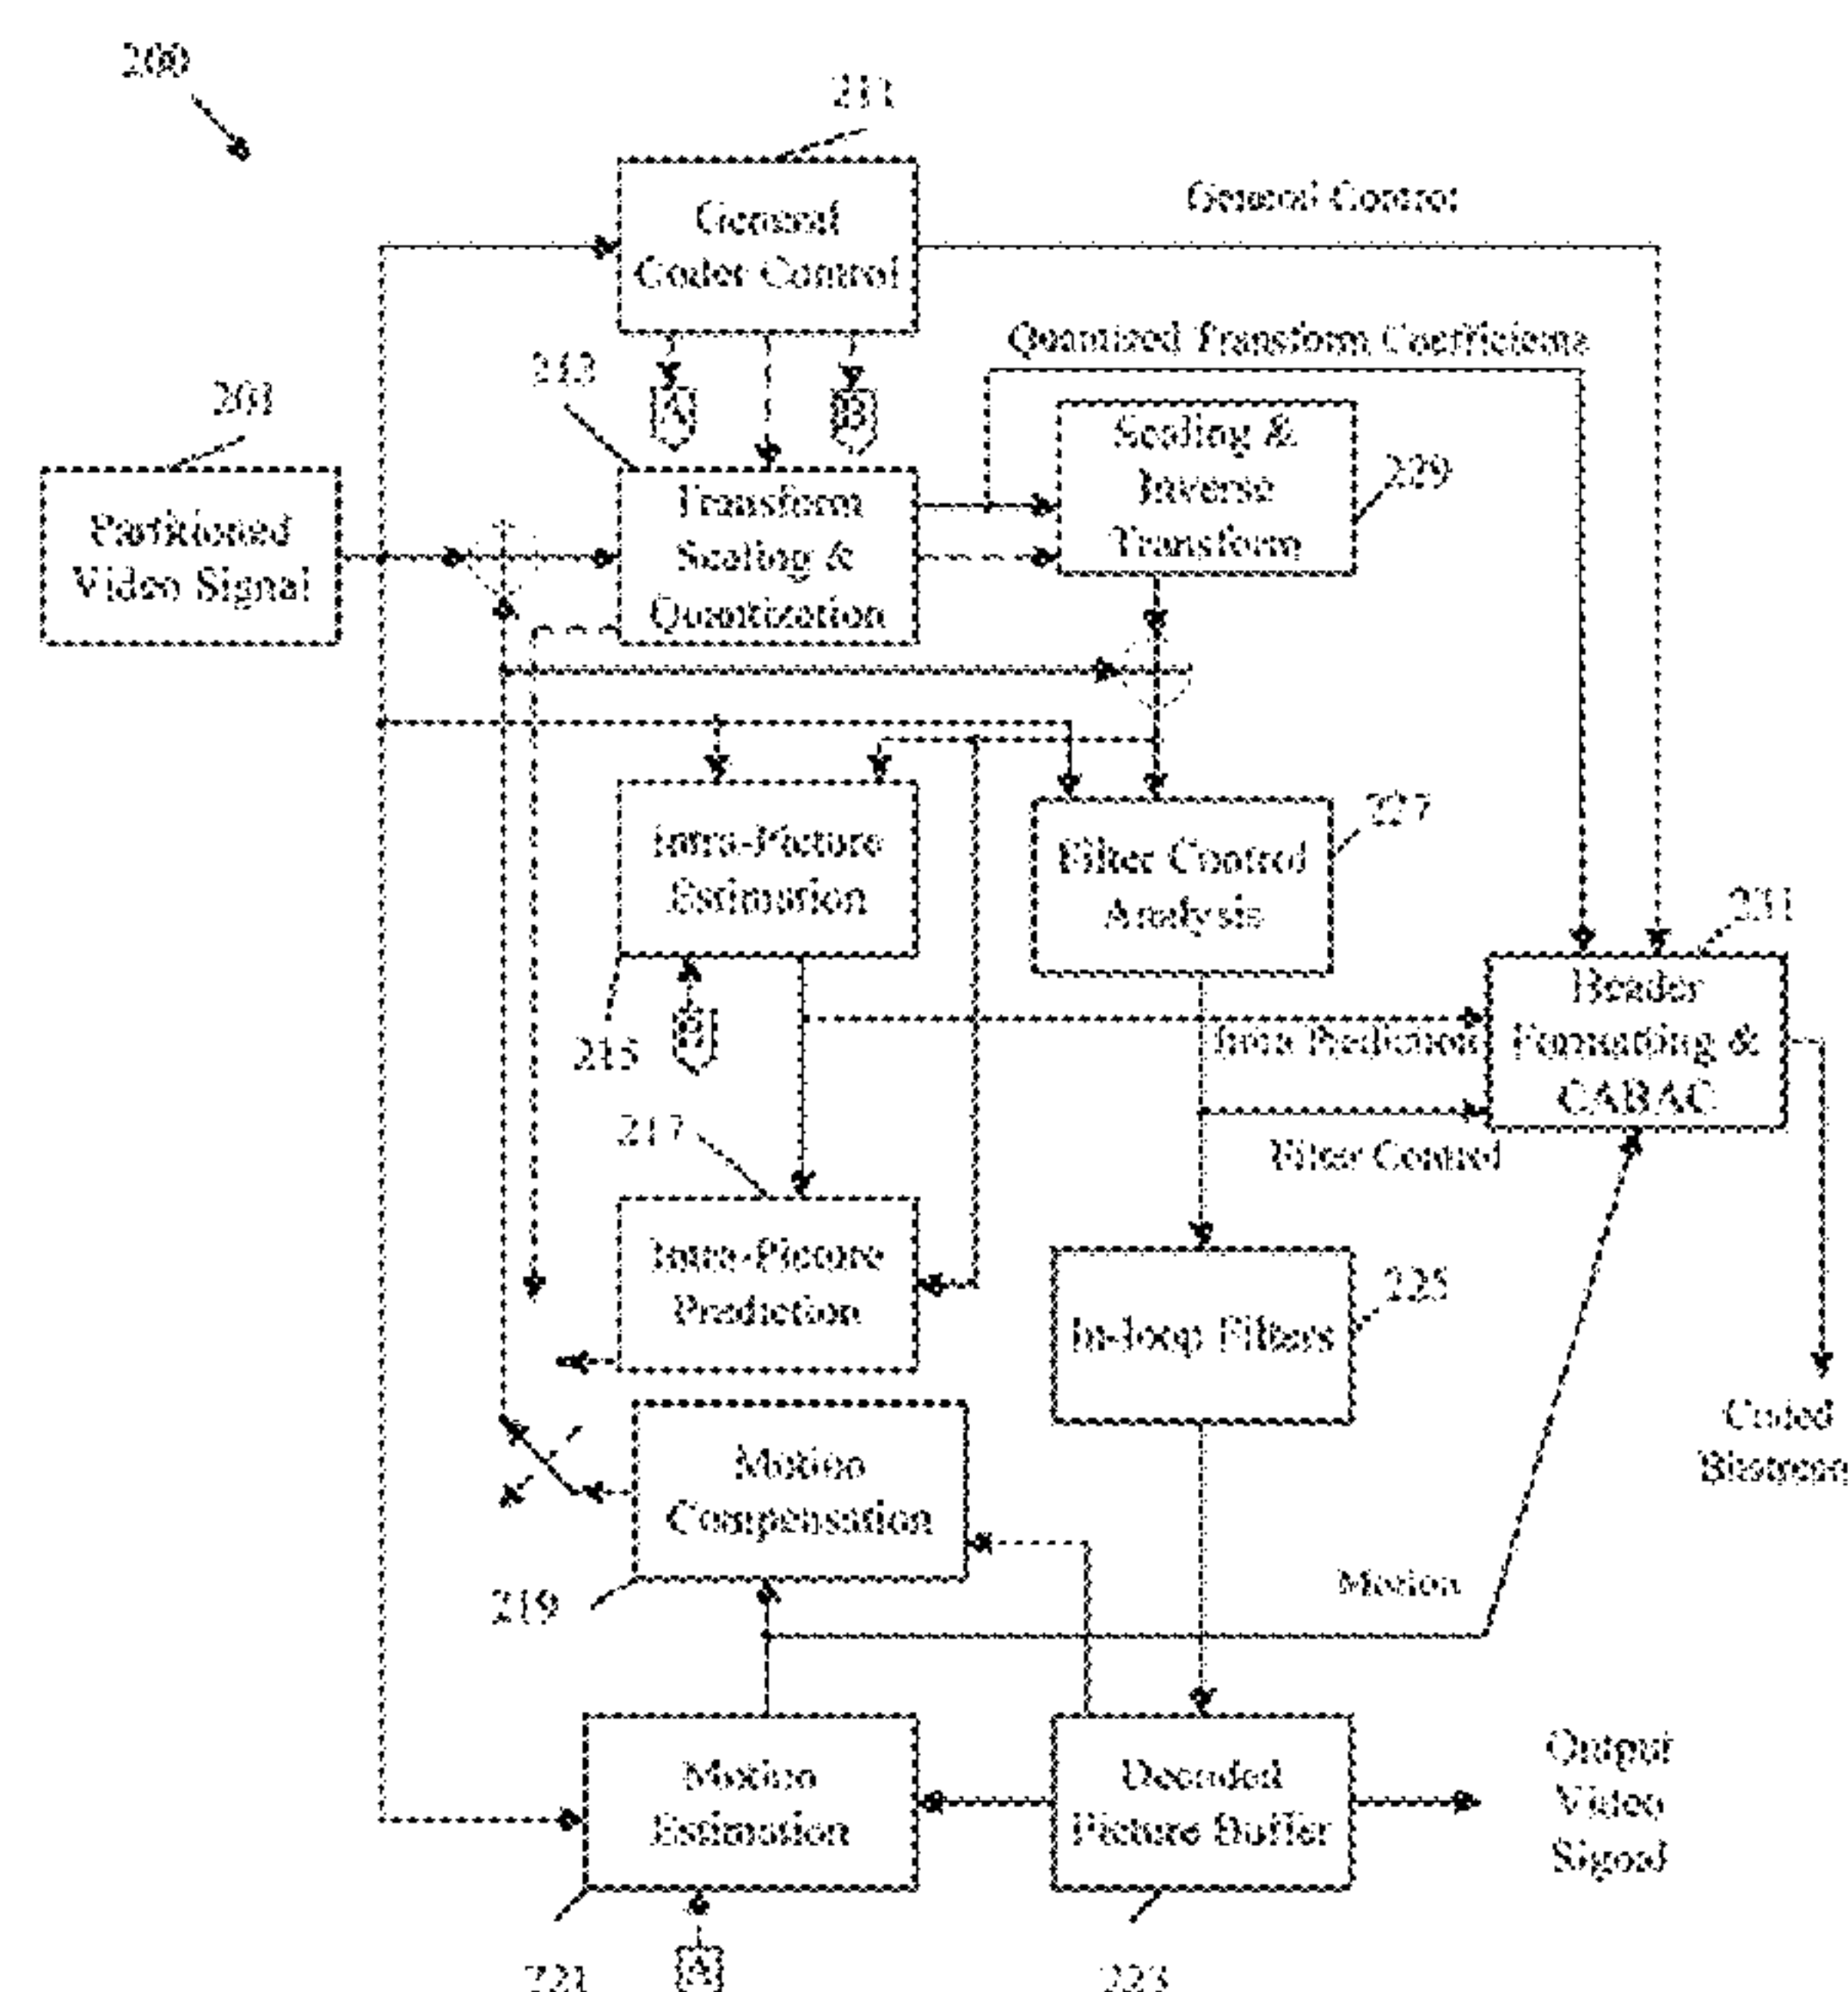 200
211
General
Coder Control
General Control
Quantized Transform Coefficients
213
A
B
201
Partitioned
Video Signal
Transform
Scaling &
Quantization
Scaling &
Inverse
Transform
229
Intra-Picture
Estimation
Filter Control
Analysis
227
231
Header
Formatting &
CABAC
215
B
Intra Prediction
Filter Control
217
Intra-Picture
Prediction
In-loop Filters
225
Coded
Bitstream
Motion
Compensation
219
Motion
Motion
Estimation
Decoded
Picture Buffer
Output
Video
Signal
221
A
223